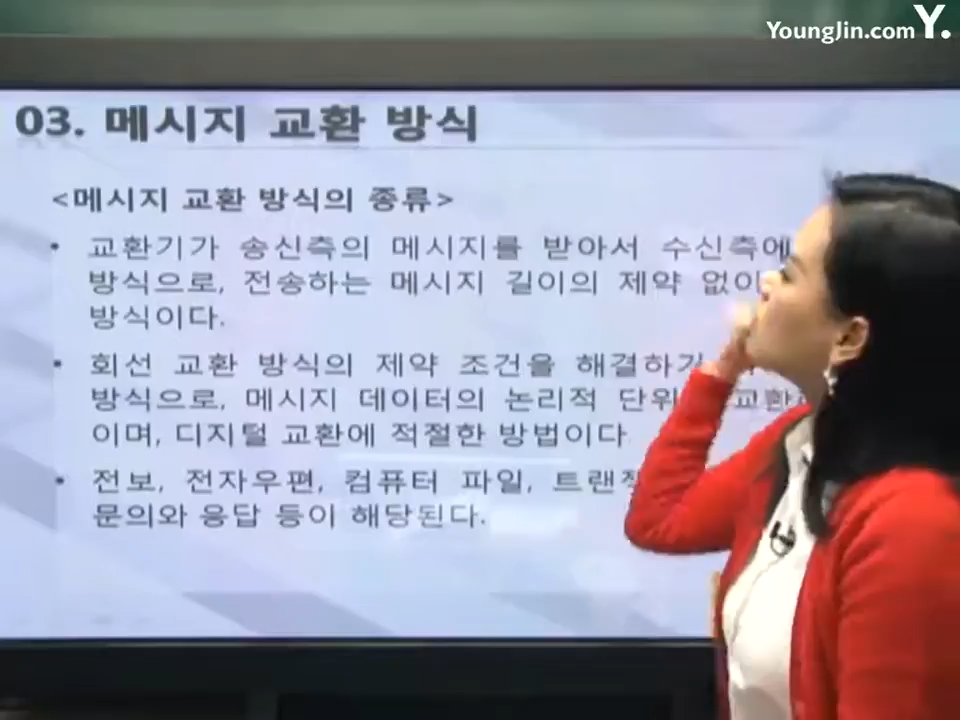 YoungJin.com Y.
03. 메시지 교환 방식
<메시지 교환 방식의 종류>
• 교환기가 송신측의 메시지를 받아서 수신측에
방식으로, 전송하는 메시지 길이의 제약 없이
방식이다.
• 회선 교환 방식의 제약 조건을
방식으로, 메시지 데이터의 논리적 단위 교환
이며, 디지털 교환에 적절한 방법이다
• 전보, 전자우편, 컴퓨터 파일,
문의와 응답 등이 해당된다.